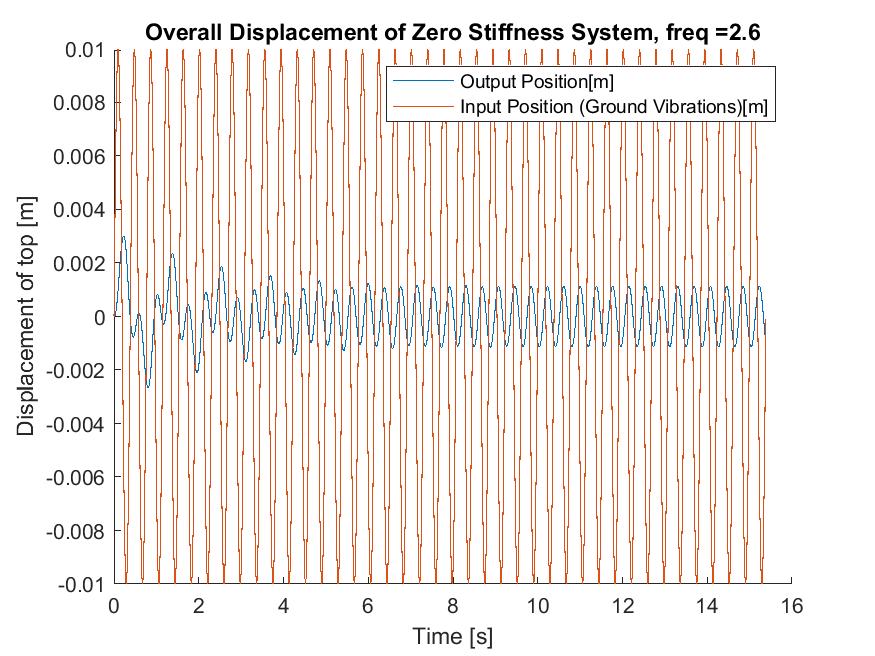 Overall Displacement of Zero Stiffness System, freq =2.6
0.01
0.008
0.006
0.004
0.002
0
-0.002
-0.004
-0.006
-0.008
-0.01
Displacement of top [m]
Output Position[m]
Input Position (Ground Vibrations)[m]
0 2 4 6 8 10 12 14 16
Time [s]